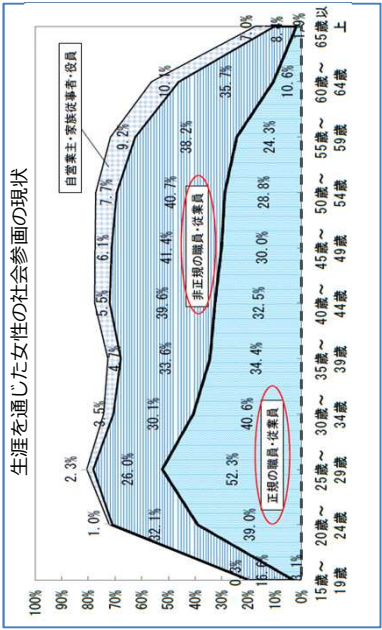 生涯を通じた女性の社会参画の現状
100%
90%
80%
70%
60%
50%
40%
30%
20%
10%
0%
自営業主・家族従事者・役員
非正規の職員・従業員
正規の職員・従業員
0.3% 1.0% 2.3% 3.5% 4.7% 5.5% 6.1% 7.7% 9.2% 10.1% 7.0%
16.6% 32.1% 26.0% 30.1% 33.6% 39.6% 41.4% 40.7% 38.2% 35.7%
39.0% 52.3% 40.6% 34.4% 32.5% 30.0% 28.8% 24.3% 10.6% 1.9%
15歳～ 20歳～ 25歳～ 30歳～ 35歳～ 40歳～ 45歳～ 50歳～ 55歳～ 60歳～ 65歳以
19歳 24歳 29歳 34歳 39歳 44歳 49歳 54歳 59歳 64歳 上